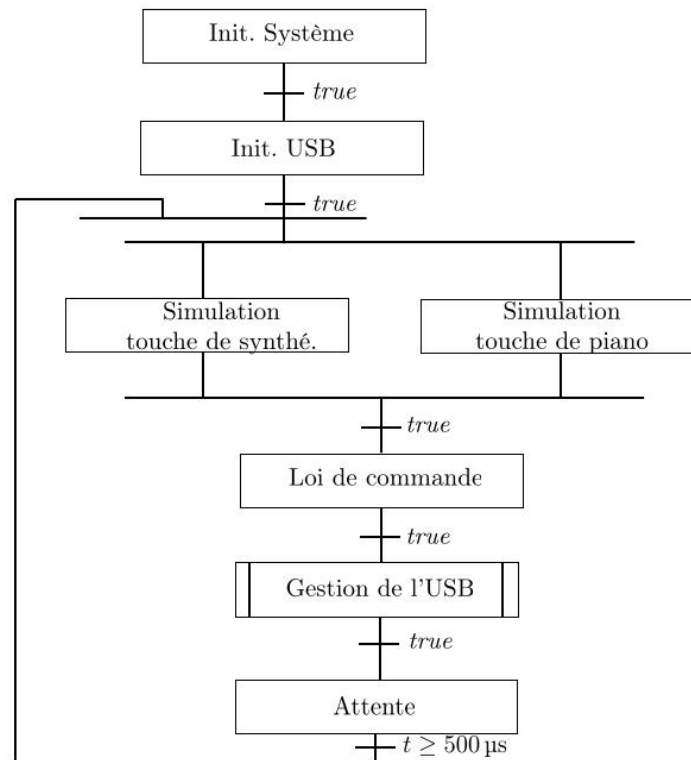 Init. Système
true
Init. USB
true
Simulation
touche de synthé.
Simulation
touche de piano
true
Loi de commande
true
Gestion de l'USB
true
Attente
t ≥ 500 µs